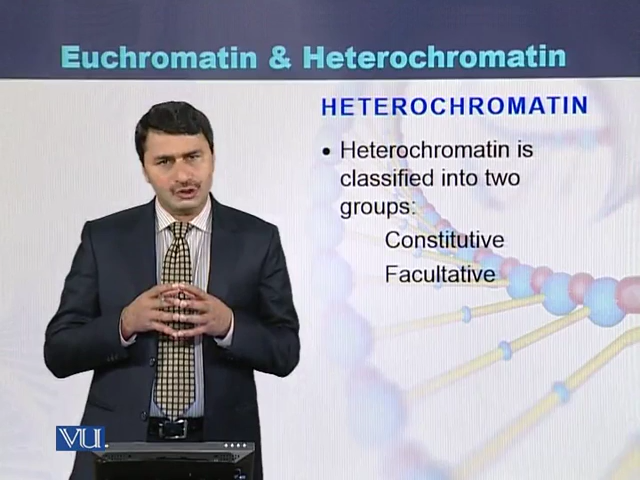 Euchromatin & Heterochromatin
HETEROCHROMATIN
• Heterochromatin is
classified into two
groups:
Constitutive
Facultative
VU.